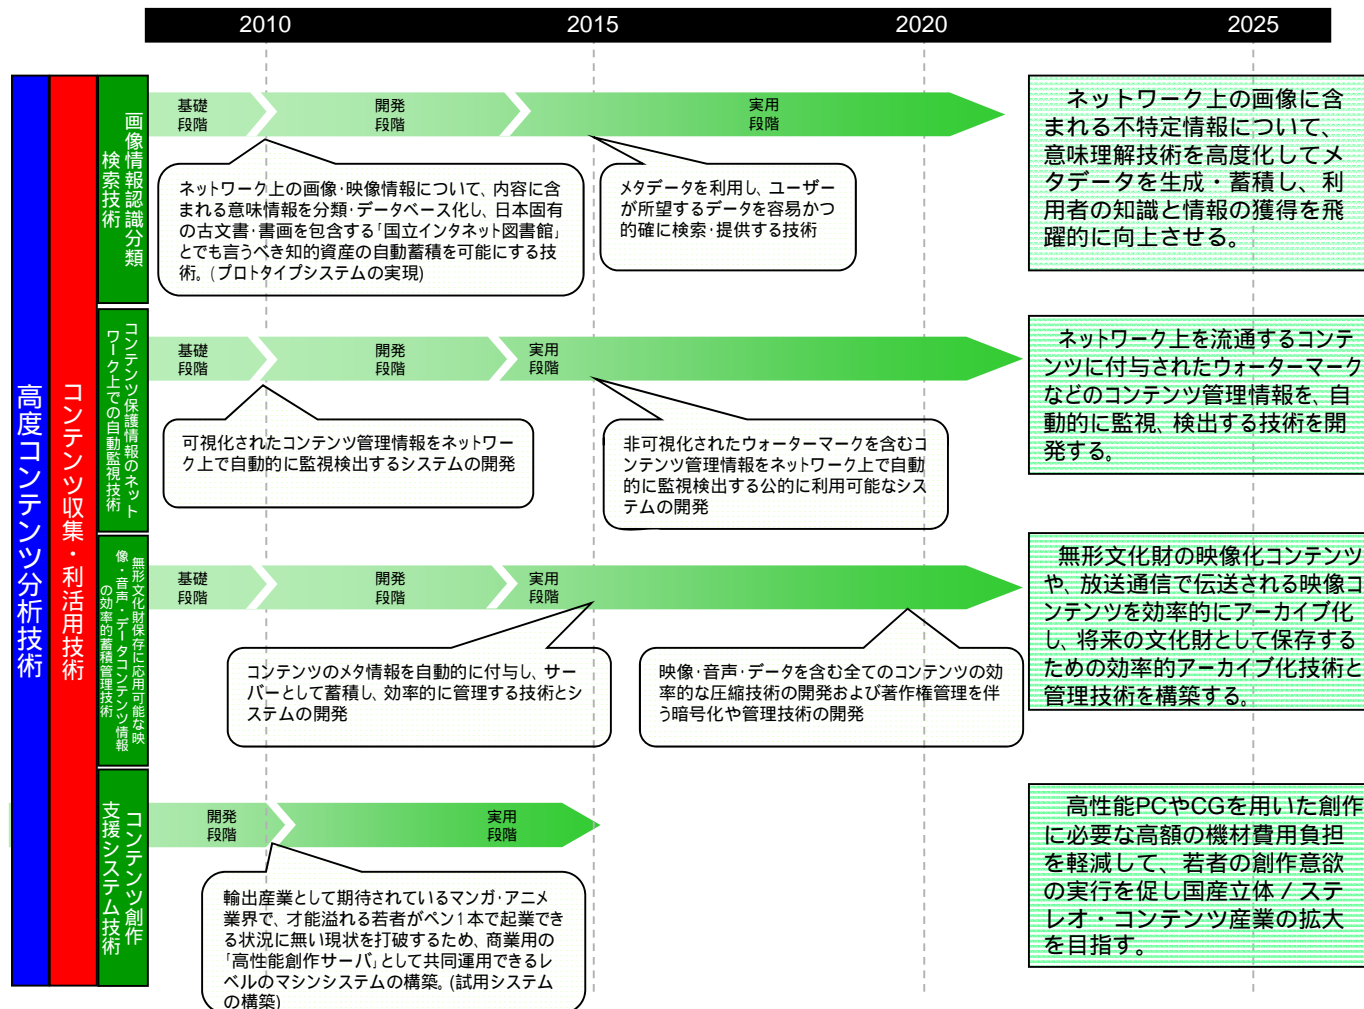 2010
2015
2020
2025
高度コンテンツ分析技術
コンテンツ収集・利活用技術
画像情報認識分類
検索技術
基礎
段階
開発
段階
実用
段階
ネットワーク上の画像・映像情報について、内容に含
まれる意味情報を分類・データベース化し、日本固有
の古文書・書画を包含する「国立インタネット図書館」
とでも言うべき知的資産の自動蓄積を可能にする技
術。(プロトタイプシステムの実現)
メタデータを利用し、ユーザー
が所望するデータを容易かつ
的確に検索・提供する技術
ネットワーク上の画像に含
まれる不特定情報について、
意味理解技術を高度化してメ
タデータを生成・蓄積し、利
用者の知識と情報の獲得を飛
躍的に向上させる。
コンテンツ保護情報のネット
ワーク上での自動監視技術
基礎
段階
開発
段階
実用
段階
可視化されたコンテンツ管理情報をネットワー
ク上で自動的に監視検出するシステムの開発
非可視化されたウォーターマークを含むコ
ンテンツ管理情報をネットワーク上で自動
的に監視検出する公的に利用可能なシス
テムの開発
ネットワーク上を流通するコンテ
ンツに付与されたウォーターマーク
などのコンテンツ管理情報を、自
動的に監視、検出する技術を開
発する。
無形文化財保存に応用可能な映
像・音声・データコンテンツ情報
の効率的蓄積管理技術
基礎
段階
開発
段階
実用
段階
コンテンツのメタ情報を自動的に付与し、サー
バーとして蓄積し、効率的に管理する技術とシ
ステムの開発
映像・音声・データを含む全てのコンテンツの効
率的な圧縮技術の開発および著作権管理を伴
う暗号化や管理技術の開発
無形文化財の映像化コンテンツ
や、放送通信で伝送される映像コ
ンテンツを効率的にアーカイブ化
し、将来の文化財として保存する
ための効率的アーカイブ化技術と
管理技術を構築する。
コンテンツ創作
支援システム技術
開発
段階
実用
段階
輸出産業として期待されているマンガ・アニメ
業界で、才能溢れる若者がペン1本で起業でき
る状況に無い現状を打破するため、商業用の
「高性能創作サーバ」として共同運用できるレ
ベルのマシンシステムの構築。(試用システム
の構築)
高性能PCやCGを用いた創作
に必要な高額の機材費用負担
を軽減して、若者の創作意欲
の実行を促し国産立体/ステ
レオ・コンテンツ産業の拡大
を目指す。